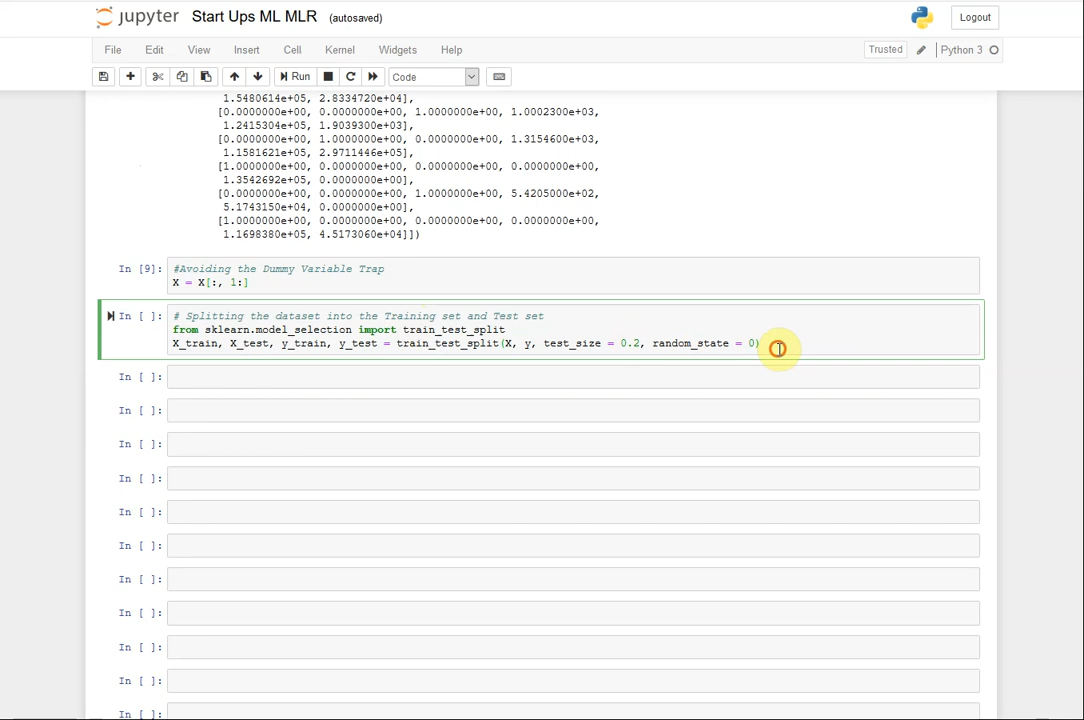 jupyter Start Ups ML MLR (autosaved) Logout
File Edit View Insert Cell Kernel Widgets Help Trusted Python 3
Run Code
1.5480614e+05, 2.8334720e+04],
[0.0000000e+00, 0.0000000e+00, 1.0000000e+00, 1.0002300e+03,
1.2415304e+05, 1.9039300e+03],
[0.0000000e+00, 1.0000000e+00, 0.0000000e+00, 1.3154600e+03,
1.1581621e+05, 2.9711446e+05],
[1.0000000e+00, 0.0000000e+00, 0.0000000e+00, 0.0000000e+00,
1.3542692e+05, 0.0000000e+00],
[0.0000000e+00, 0.0000000e+00, 1.0000000e+00, 5.4205000e+02,
5.1743150e+04, 0.0000000e+00],
[1.0000000e+00, 0.0000000e+00, 0.0000000e+00, 0.0000000e+00,
1.1698380e+05, 4.5173060e+04]])
In [9]: #Avoiding the Dummy Variable Trap
X = X[:, 1:]
In [ ]: # Splitting the dataset into the Training set and Test set
from sklearn.model_selection import train_test_split
X_train, X_test, y_train, y_test = train_test_split(X, y, test_size = 0.2, random_state = 0)
In [ ]:
In [ ]:
In [ ]:
In [ ]:
In [ ]:
In [ ]:
In [ ]:
In [ ]:
In [ ]:
In [ ]:
In [ ]: